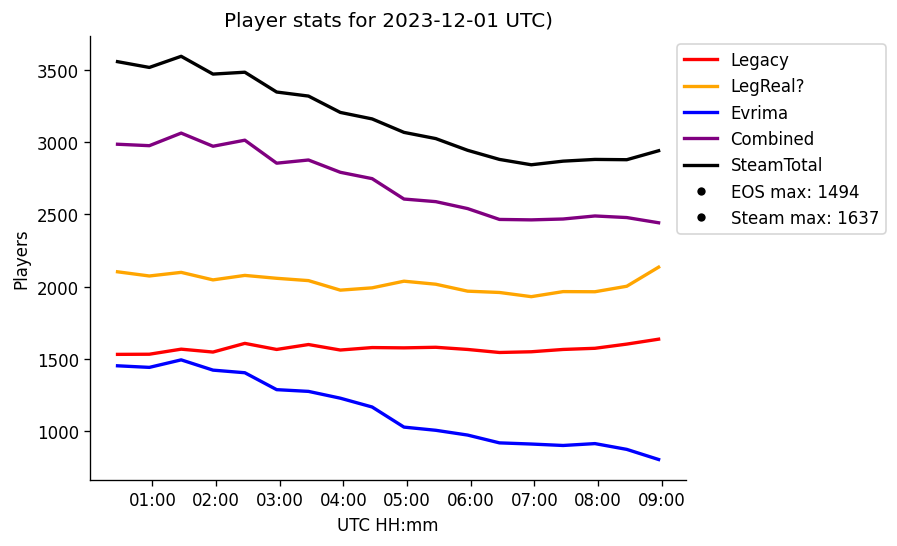 Player stats for 2023-12-01 UTC)
Legacy
LegReal?
Evrima
Combined
SteamTotal
EOS max: 1494
Steam max: 1637
3500
3000
2500
2000
1500
1000
Players
01:00 02:00 03:00 04:00 05:00 06:00 07:00 08:00 09:00
UTC HH:mm